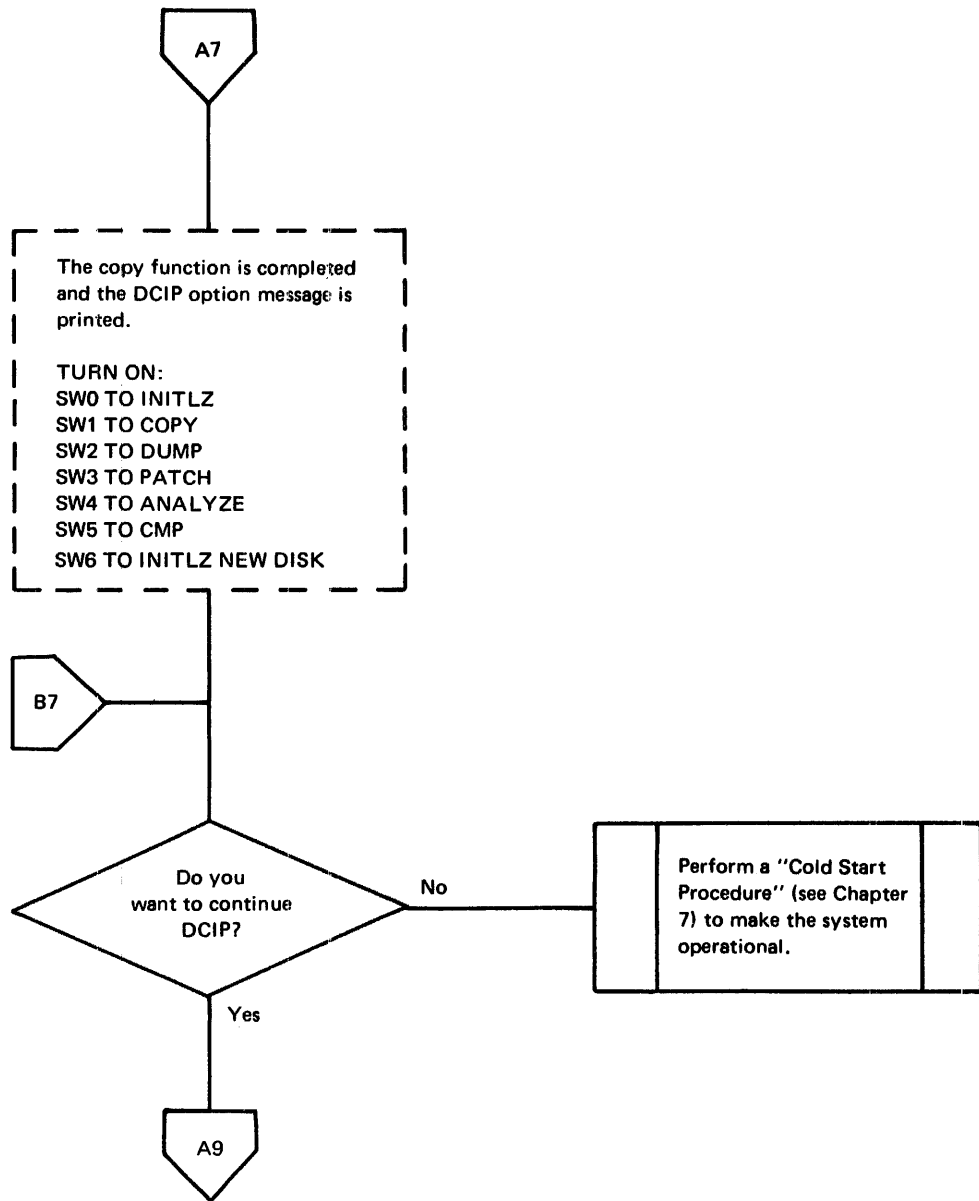 A7
The copy function is completed
and the DCIP option message is
printed.
TURN ON:
SW0 TO INITLZ
SW1 TO COPY
SW2 TO DUMP
SW3 TO PATCH
SW4 TO ANALYZE
SW5 TO CMP
SW6 TO INITLZ NEW DISK
B7
Do you
want to continue
DCIP?
No
Perform a "Cold Start
Procedure" (see Chapter
7) to make the system
operational.
Yes
A9